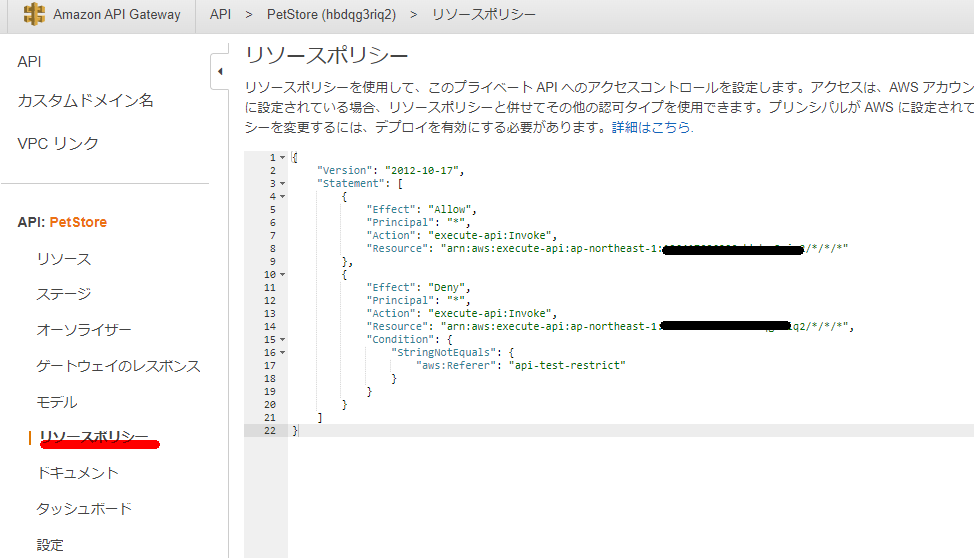 Amazon API Gateway API > PetStore (hbdqg3riq2) > リソースポリシー
API
カスタムドメイン名
VPC リンク
API: PetStore
リソース
ステージ
オーソライザー
ゲートウェイのレスポンス
モデル
リソースポリシー
ドキュメント
ダッシュボード
設定
リソースポリシー
リソースポリシーを使用して、このプライベート API へのアクセスコントロールを設定します。アクセスは、AWS アカウン
に設定されている場合、リソースポリシーと併せてその他の認可タイプを使用できます。プリンシパルが AWS に設定されて
シーを変更するには、デプロイを有効にする必要があります。詳細はこちら.
1 {
2 "Version": "2012-10-17",
3 "Statement": [
4 {
5 "Effect": "Allow",
6 "Principal": "*",
7 "Action": "execute-api:Invoke",
8 "Resource": "arn:aws:execute-api:ap-northeast-1:/*/*/*"
9 },
10 {
11 "Effect": "Deny",
12 "Principal": "*",
13 "Action": "execute-api:Invoke",
14 "Resource": "arn:aws:execute-api:ap-northeast-1:iq2/*/*/*",
15 "Condition": {
16 "StringNotEquals": {
17 "aws:Referer": "api-test-restrict"
18 }
19 }
20 }
21 ]
22 }